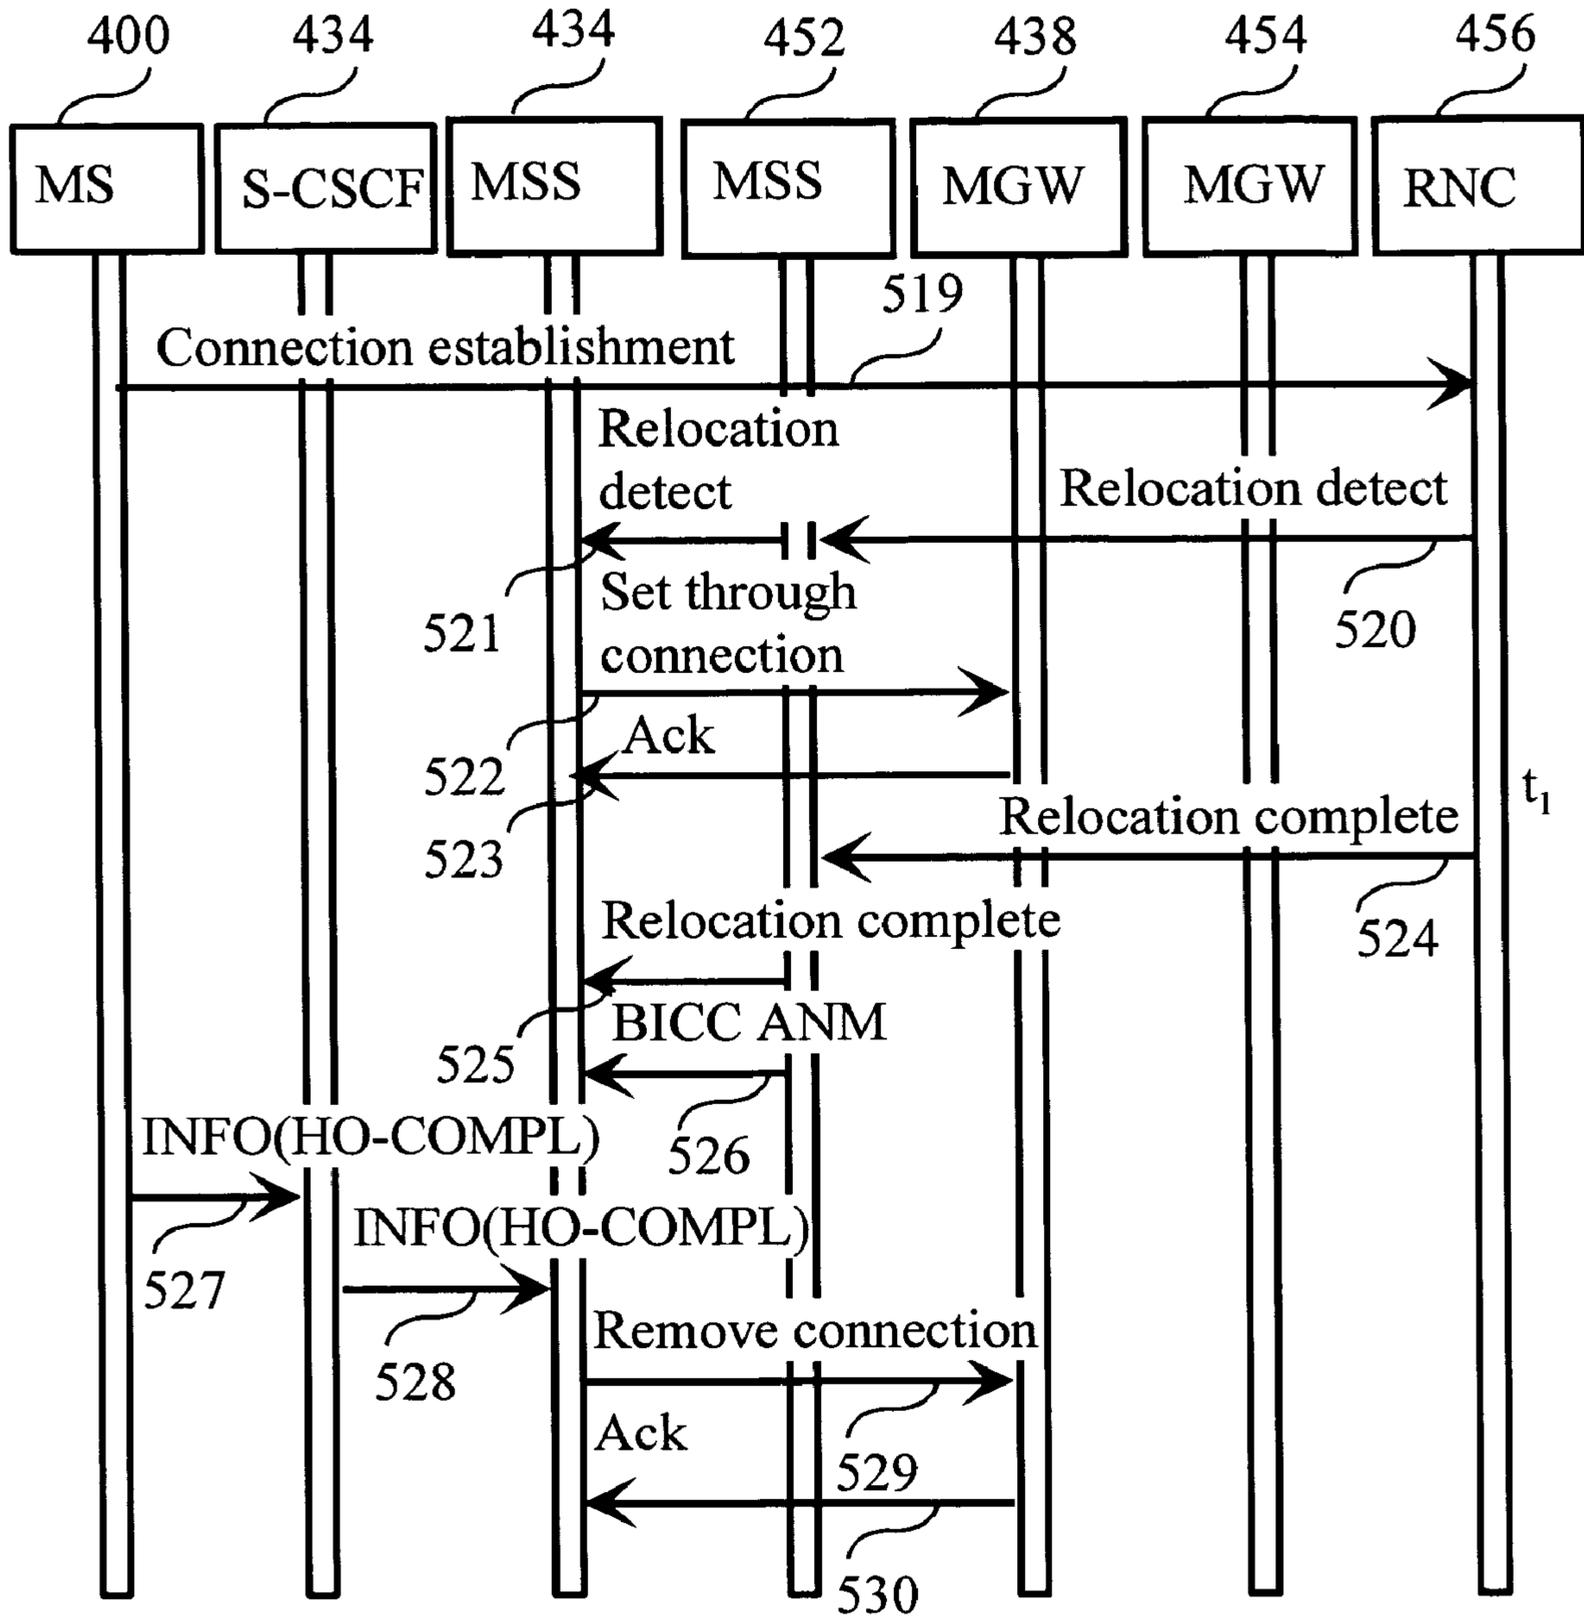 400 434 434 452 438 454 456
MS S-CSCF MSS MSS MGW MGW RNC
519
Connection establishment
Relocation
detect
Relocation detect
Set through
connection
521
520
Ack
522
t1
Relocation complete
523
Relocation complete
524
BICC ANM
525
INFO(HO-COMPL)
526
INFO(HO-COMPL)
527
Remove connection
528
Ack
529
530